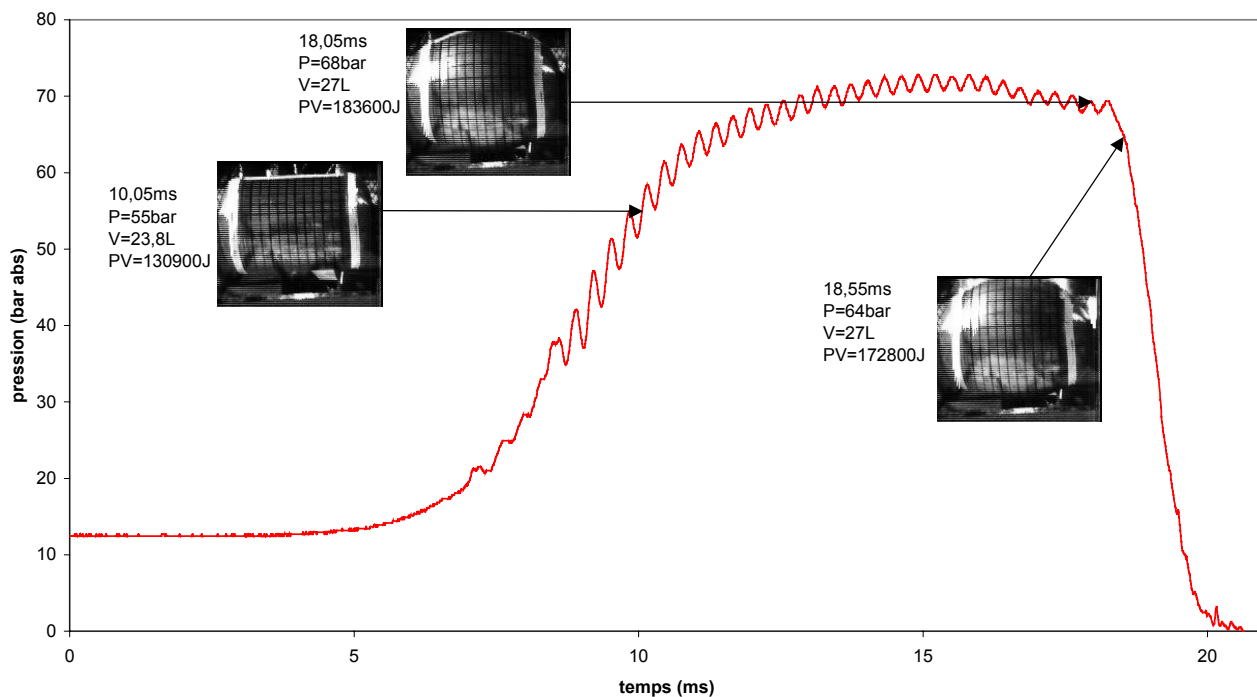 80
70
60
50
40
30
20
10
0
pression (bar abs)
18,05ms
P=68bar
V=27L
PV=183600J
10,05ms
P=55bar
V=23,8L
PV=130900J
18,55ms
P=64bar
V=27L
PV=172800J
0
5
10
15
20
temps (ms)